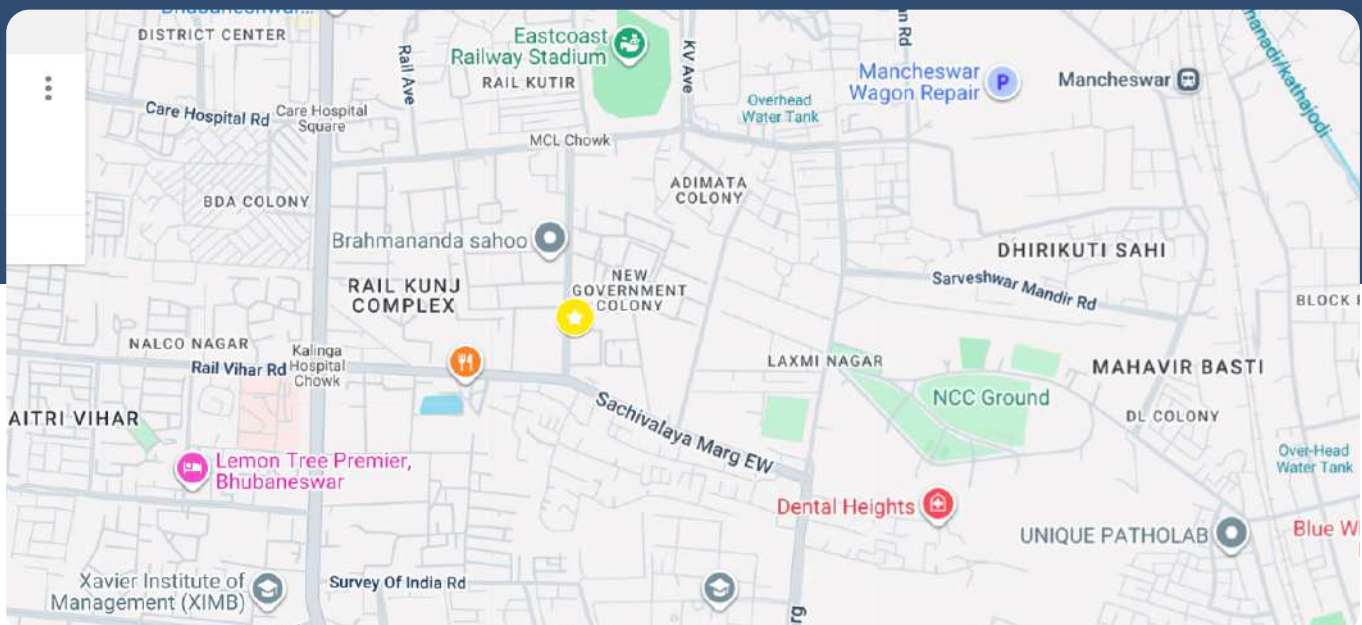 Bhubaneswar...
DISTRICT CENTER
Eastcoast
Railway Stadium
RAIL KUTIR
Rail Ave
KV Ave
Mancheswar
Wagon Repair
P
Mancheswar
Overhead
Water Tank
Care Hospital Rd
Care Hospital
Square
MCL Chowk
BDA COLONY
ADIMATA
COLONY
Brahmananda sahoo
DHIRIKUTI SAHI
RAIL KUNJ
COMPLEX
NEW
GOVERNMENT
COLONY
Sarveshwar Mandir Rd
NALCO NAGAR
Kalinga
Hospital
Chowk
Rail Vihar Rd
LAXMI NAGAR
MAHAVIR BASTI
NCC Ground
DL COLONY
AITRI VIHAR
Sachivalaya Marg EW
Lemon Tree Premier,
Bhubaneswar
Over-Head
Water Tank
Dental Heights
UNIQUE PATHOLAB
Xavier Institute of
Management (XIMB)
Survey Of India Rd